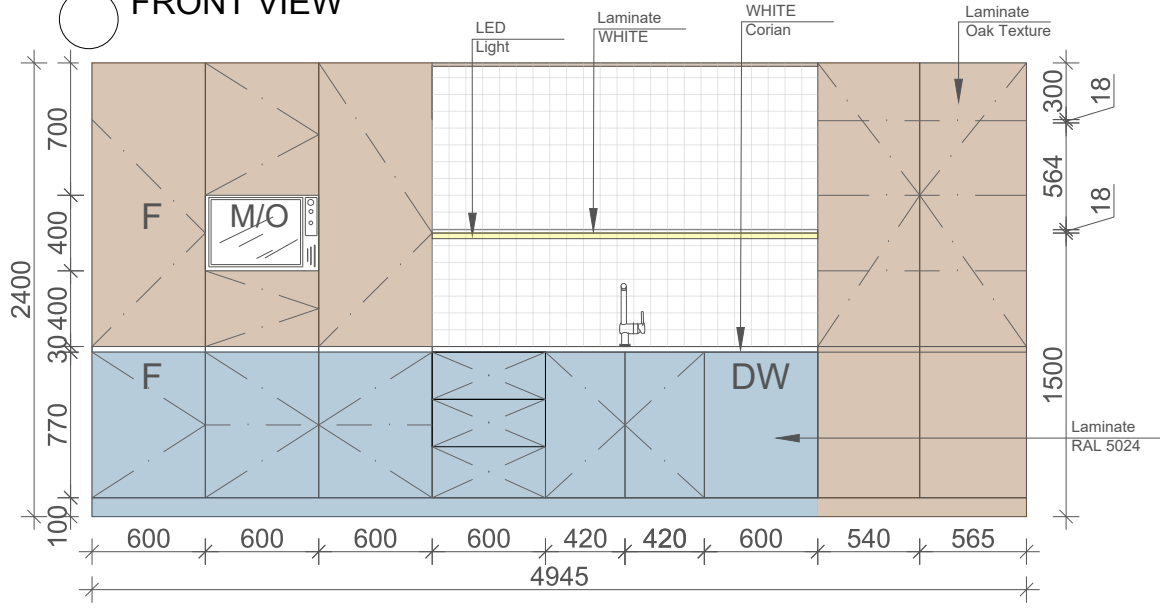 FRONT VIEW
LED
Light
Laminate
WHITE
WHITE
Corian
Laminate
Oak Texture
2400
700
400
400
30
770
100
F
M/O
F
DW
300
18
564
18
1500
Laminate
RAL 5024
600
600
600
600
420
420
600
540
565
4945